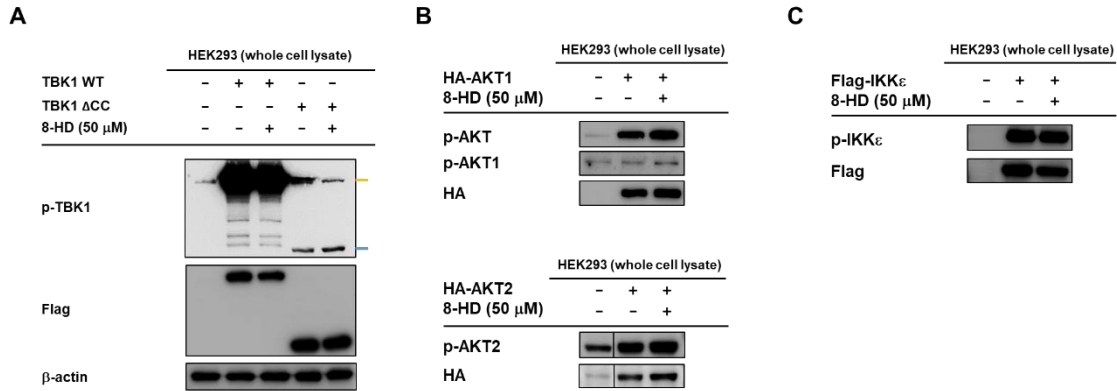 A
HEK293 (whole cell lysate)
TBK1 WT – + + – –
TBK1 ΔCC – – – + +
8-HD (50 μM) – – + – +
p-TBK1
Flag
β-actin
B
HEK293 (whole cell lysate)
HA-AKT1 – + +
8-HD (50 μM) – – +
p-AKT
p-AKT1
HA
HEK293 (whole cell lysate)
HA-AKT2 – + +
8-HD (50 μM) – – +
p-AKT2
HA
C
HEK293 (whole cell lysate)
Flag-IKKε – + +
8-HD (50 μM) – – +
p-IKKε
Flag